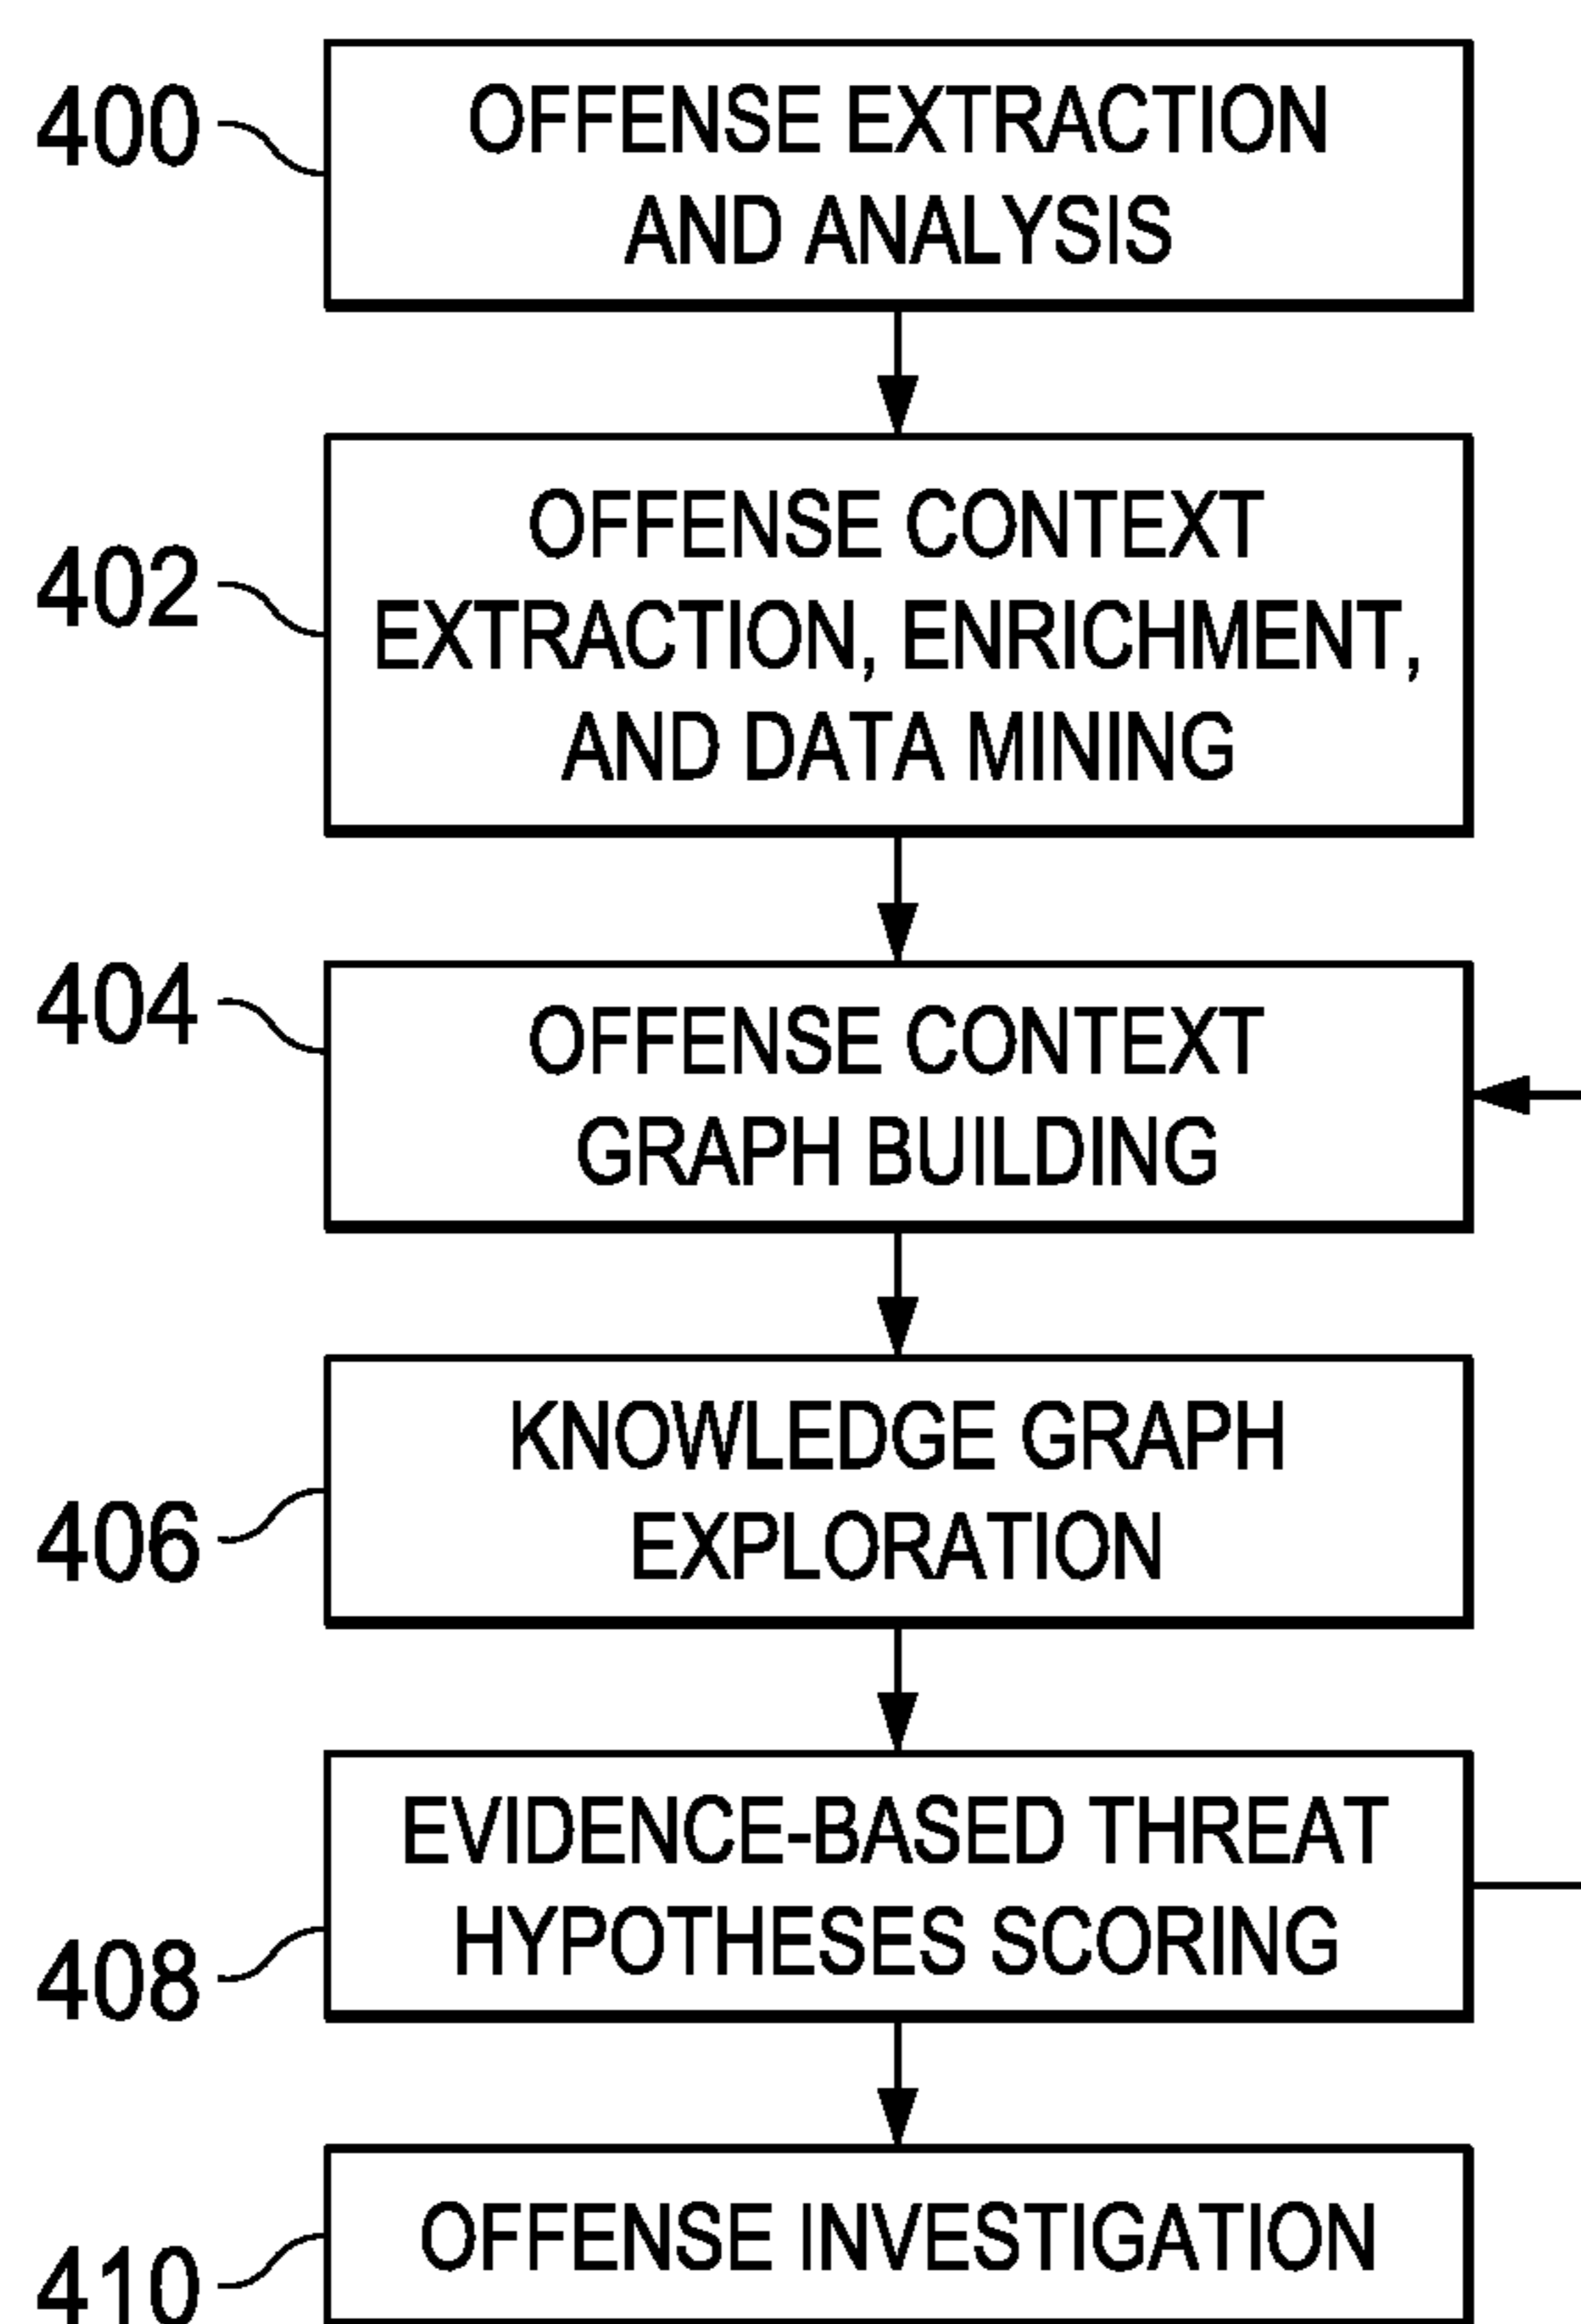 400
OFFENSE EXTRACTION
AND ANALYSIS
402
OFFENSE CONTEXT
EXTRACTION, ENRICHMENT,
AND DATA MINING
404
OFFENSE CONTEXT
GRAPH BUILDING
406
KNOWLEDGE GRAPH
EXPLORATION
408
EVIDENCE-BASED THREAT
HYPOTHESES SCORING
410
OFFENSE INVESTIGATION